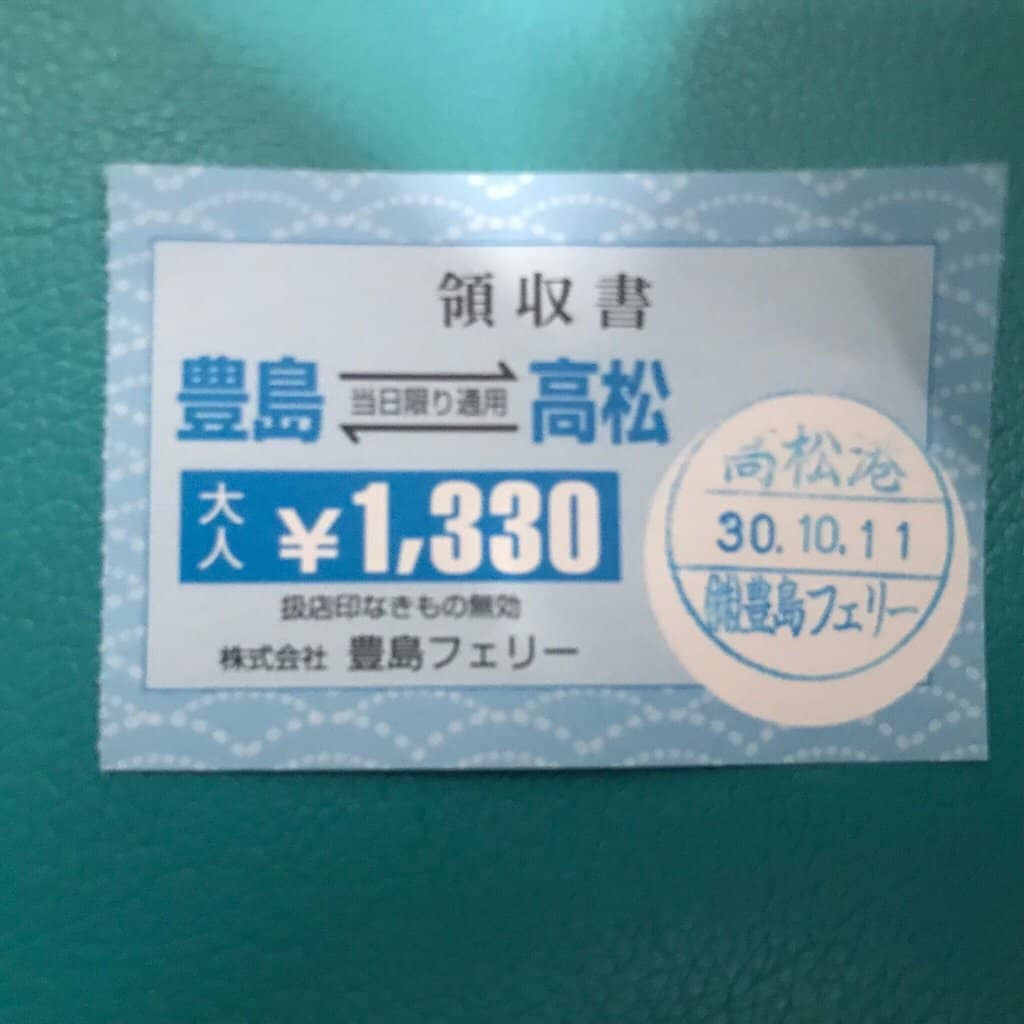 領収書
豊島 当日限り通用 高松
大人 ¥1,330
扱店印なきもの無効
株式会社 豊島フェリー
高松港
30.10.11
㈱豊島フェリー